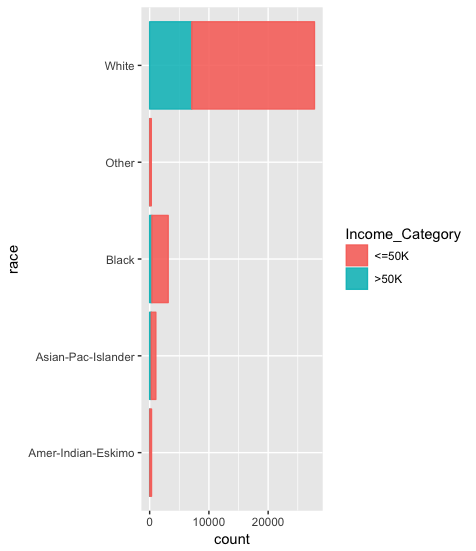 White
Other
Black
Asian-Pac-Islander
Amer-Indian-Eskimo
race
0 10000 20000
count
Income_Category
<=50K
>50K